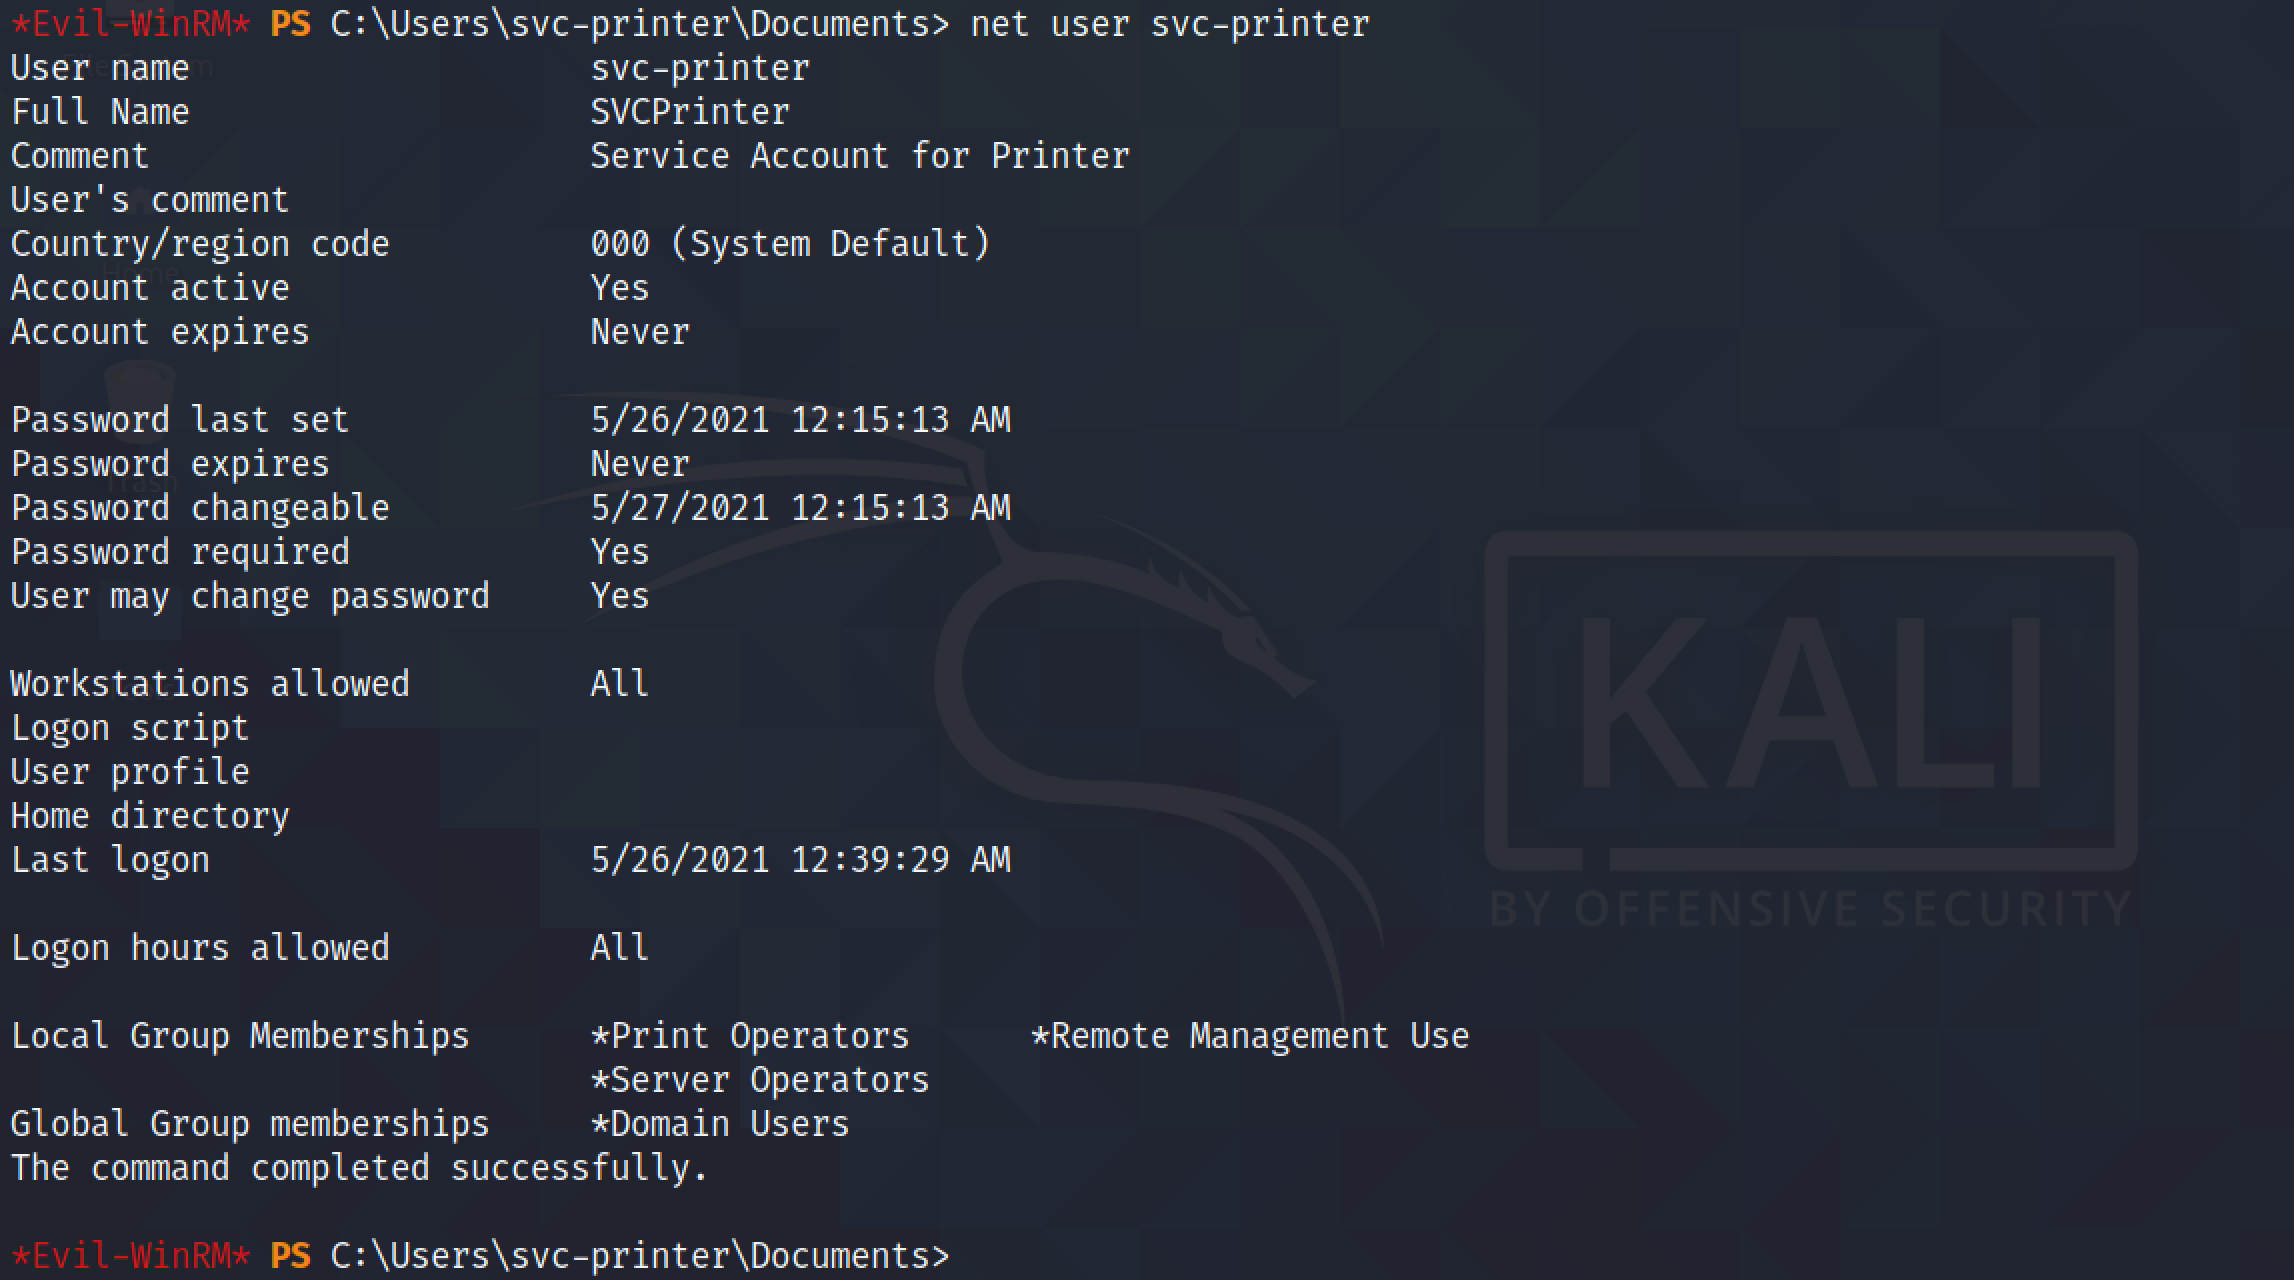 *Evil-WinRM* PS C:\Users\svc-printer\Documents> net user svc-printer
User name                    svc-printer
Full Name                    SVCPrinter
Comment                      Service Account for Printer
User's comment
Country/region code          000 (System Default)
Account active               Yes
Account expires              Never
Password last set            5/26/2021 12:15:13 AM
Password expires             Never
Password changeable          5/27/2021 12:15:13 AM
Password required            Yes
User may change password     Yes
Workstations allowed         All
Logon script
User profile
Home directory
Last logon                   5/26/2021 12:39:29 AM
Logon hours allowed          All
Local Group Memberships      *Print Operators      *Remote Management Use
                             *Server Operators
Global Group memberships     *Domain Users
The command completed successfully.
*Evil-WinRM* PS C:\Users\svc-printer\Documents>
Home
Trash
KALI
BY OFFENSIVE SECURITY